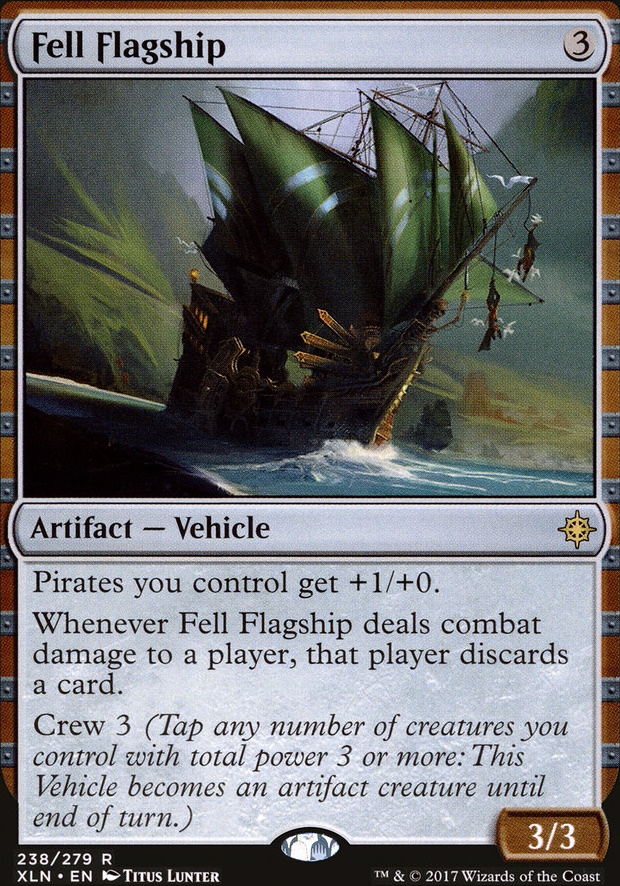 Fell Flagship 3
Artifact — Vehicle
Pirates you control get +1/+0.
Whenever Fell Flagship deals combat
damage to a player, that player discards
a card.
Crew 3 (Tap any number of creatures you
control with total power 3 or more: This
Vehicle becomes an artifact creature until
end of turn.)
3/3
238/279 R
XLN • EN Titus Lunter
™ & © 2017 Wizards of the Coast